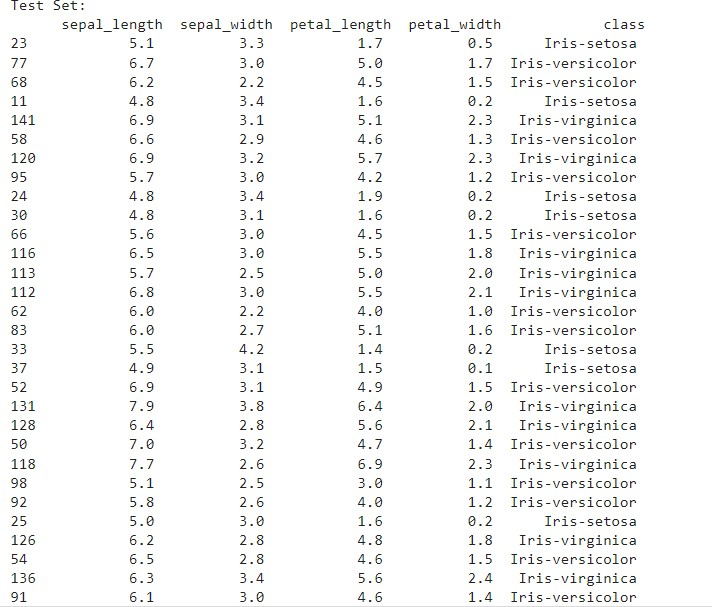 Test Set:
sepal_length sepal_width petal_length petal_width class
23 5.1 3.3 1.7 0.5 Iris-setosa
77 6.7 3.0 5.0 1.7 Iris-versicolor
68 6.2 2.2 4.5 1.5 Iris-versicolor
11 4.8 3.4 1.6 0.2 Iris-setosa
141 6.9 3.1 5.1 2.3 Iris-virginica
58 6.6 2.9 4.6 1.3 Iris-versicolor
120 6.9 3.2 5.7 2.3 Iris-virginica
95 5.7 3.0 4.2 1.2 Iris-versicolor
24 4.8 3.4 1.9 0.2 Iris-setosa
30 4.8 3.1 1.6 0.2 Iris-setosa
66 5.6 3.0 4.5 1.5 Iris-versicolor
116 6.5 3.0 5.5 1.8 Iris-virginica
113 5.7 2.5 5.0 2.0 Iris-virginica
112 6.8 3.0 5.5 2.1 Iris-virginica
62 6.0 2.2 4.0 1.0 Iris-versicolor
83 6.0 2.7 5.1 1.6 Iris-versicolor
33 5.5 4.2 1.4 0.2 Iris-setosa
37 4.9 3.1 1.5 0.1 Iris-setosa
52 6.9 3.1 4.9 1.5 Iris-versicolor
131 7.9 3.8 6.4 2.0 Iris-virginica
128 6.4 2.8 5.6 2.1 Iris-virginica
50 7.0 3.2 4.7 1.4 Iris-versicolor
118 7.7 2.6 6.9 2.3 Iris-virginica
98 5.1 2.5 3.0 1.1 Iris-versicolor
92 5.8 2.6 4.0 1.2 Iris-versicolor
25 5.0 3.0 1.6 0.2 Iris-setosa
126 6.2 2.8 4.8 1.8 Iris-virginica
54 6.5 2.8 4.6 1.5 Iris-versicolor
136 6.3 3.4 5.6 2.4 Iris-virginica
91 6.1 3.0 4.6 1.4 Iris-versicolor